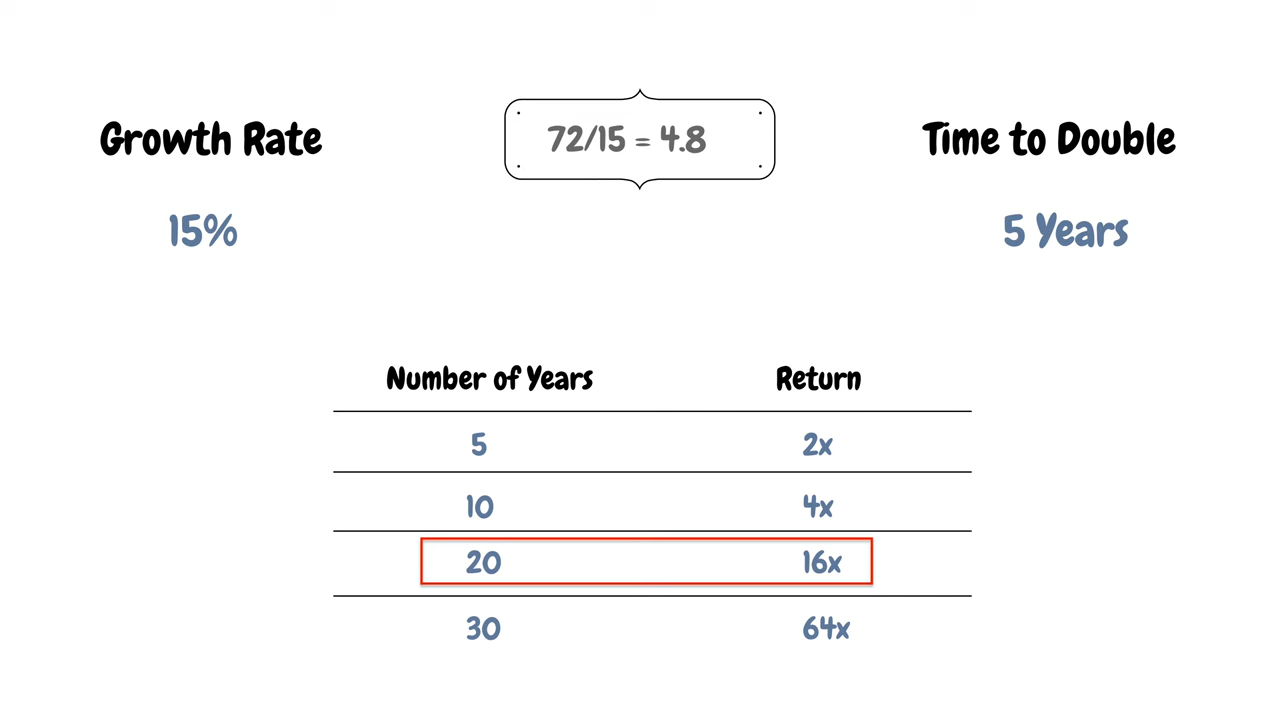 Growth Rate
72/15 = 4.8
Time to Double
15%
5 Years
Number of Years Return
5 2x
10 4x
20 16x
30 64x